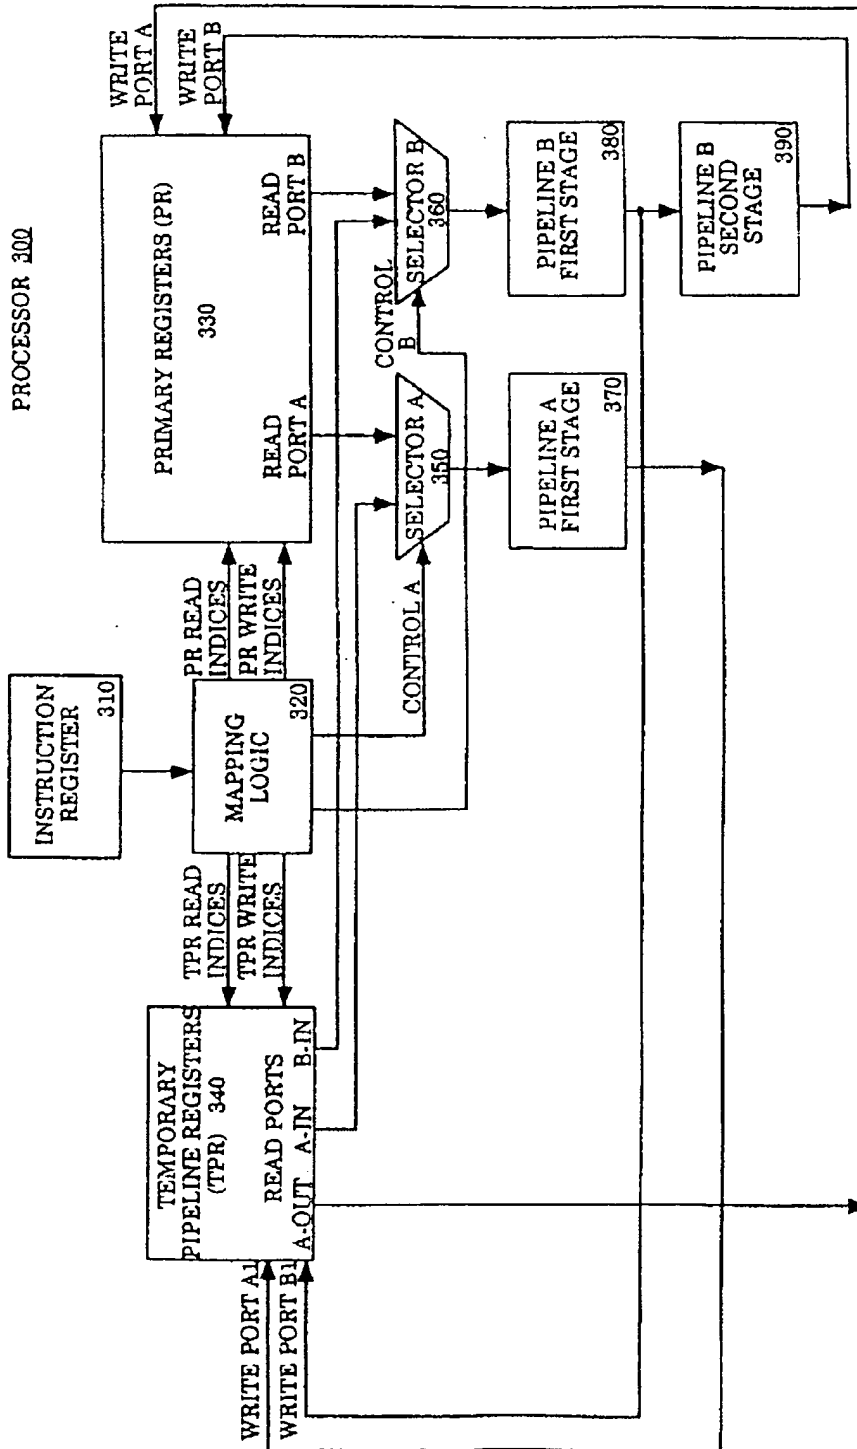 PROCESSOR 300
INSTRUCTION
REGISTER
310
MAPPING
LOGIC
320
TPR READ
INDICES
TPR WRITE
INDICES
PR READ
INDICES
PR WRITE
INDICES
TEMPORARY
PIPELINE REGISTERS
(TPR) 340
READ PORTS
A-OUT A-IN B-IN
WRITE PORT A1
WRITE PORT B1
PRIMARY REGISTERS (PR)
330
READ
PORT A
READ
PORT B
WRITE
PORT A
WRITE
PORT B
CONTROL A
CONTROL
B
SELECTOR A
350
SELECTOR B
360
PIPELINE A
FIRST STAGE
370
PIPELINE B
FIRST STAGE
380
PIPELINE B
SECOND
STAGE
390